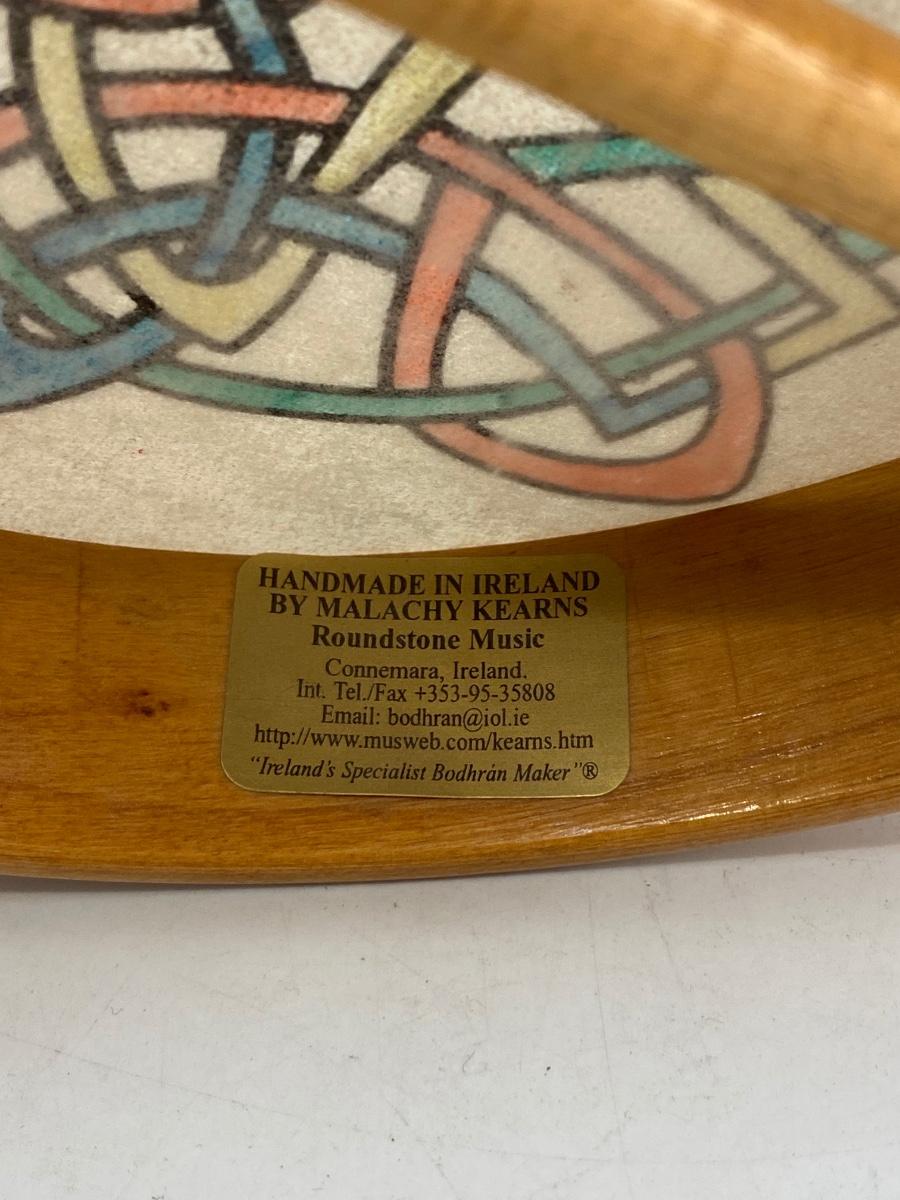 HANDMADE IN IRELAND
BY MALACHY KEARNS
Roundstone Music
Connemara, Ireland.
Int. Tel./Fax +353-95-35808
Email: bodhran@iol.ie
http://www.musweb.com/kearns.htm
“Ireland's Specialist Bodhrán Maker”®